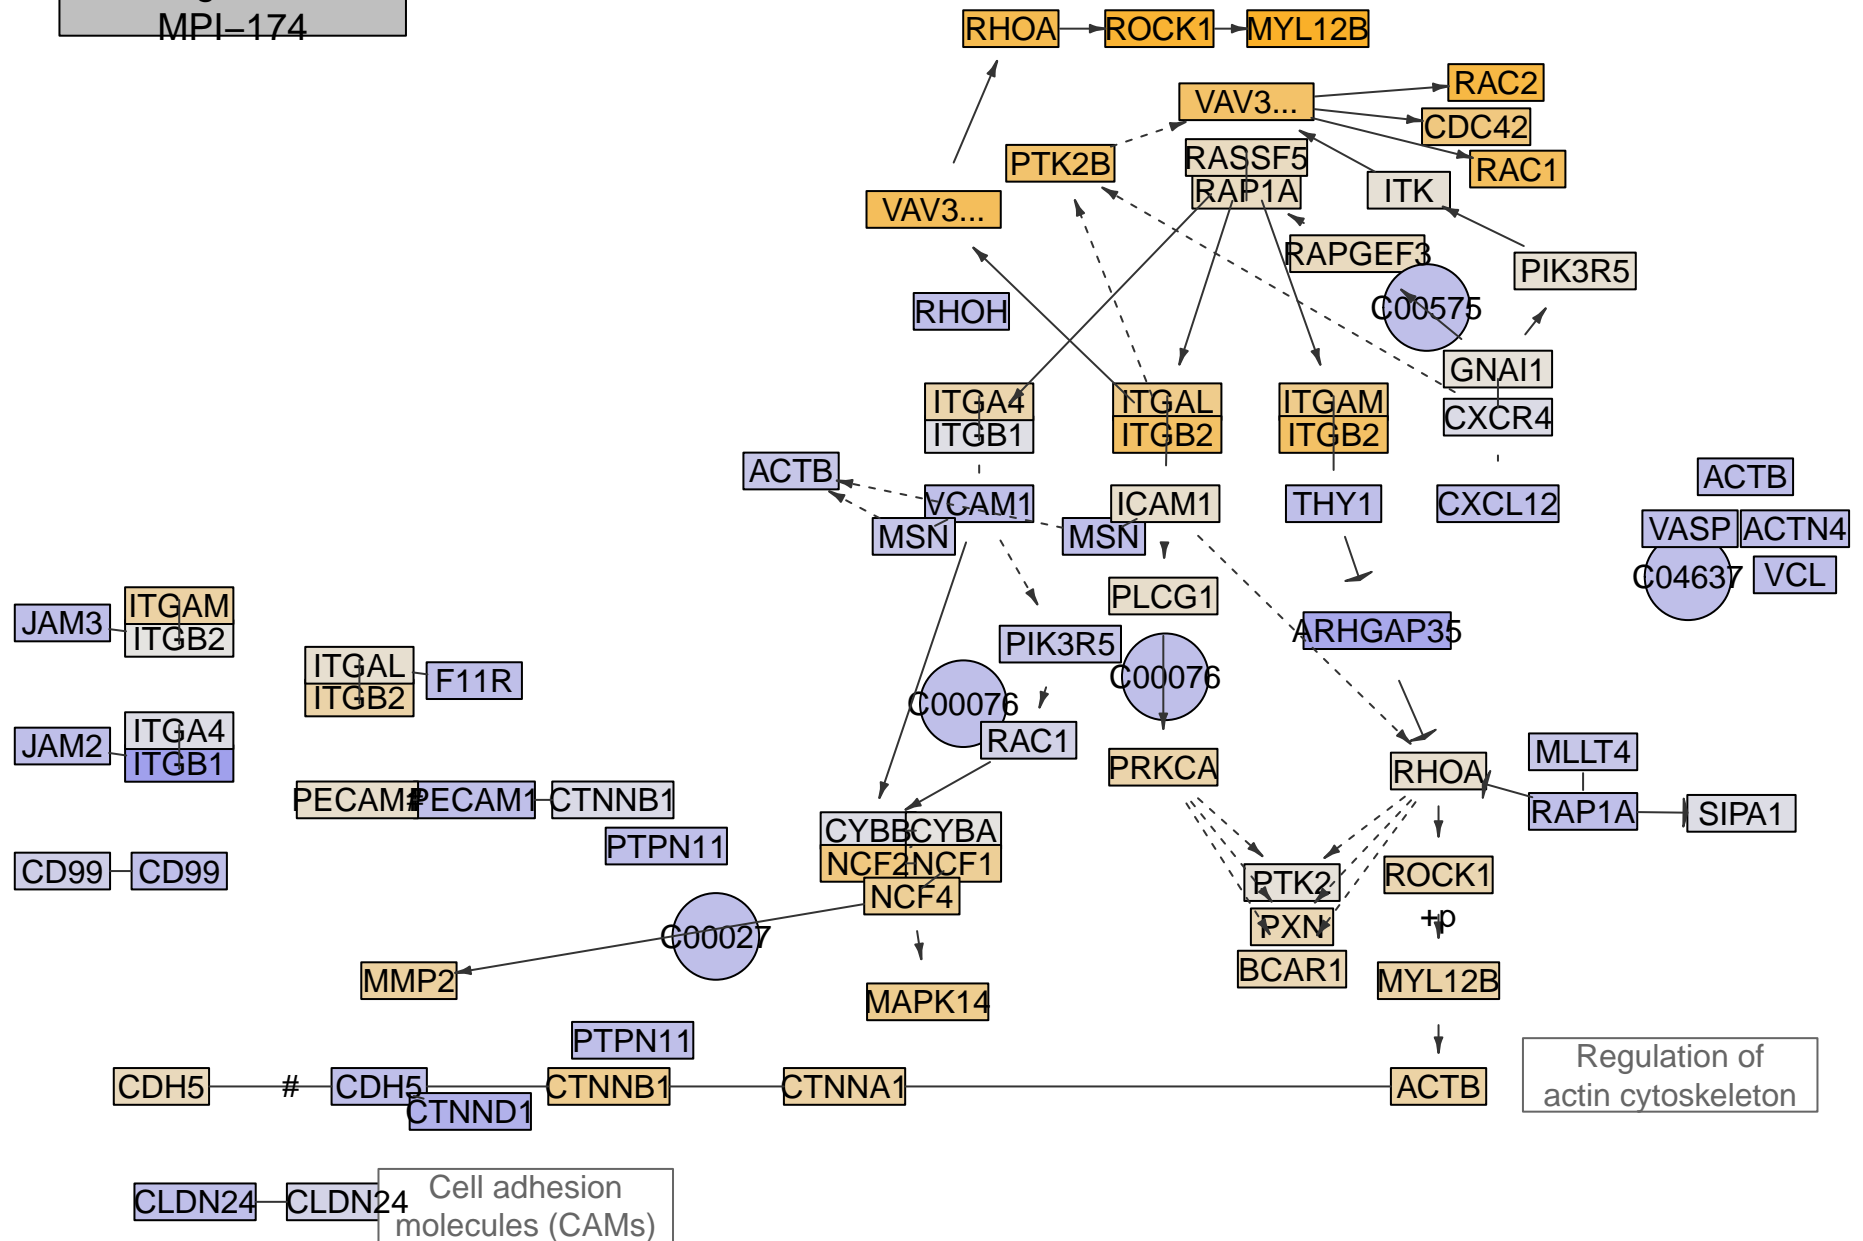 MPI−174
RHOA
ROCK1
MYL12B
RAC2
VAV3...
CDC42
PTK2B
RASSF5
RAC1
RAP1A
ITK
VAV3...
RAPGEF3
PIK3R5
C00575
RHOH
GNAI1
ITGA4
ITGAL
ITGAM
CXCR4
ITGB1
ITGB2
ITGB2
ACTB
ACTB
VCAM1
ICAM1
THY1
CXCL12
MSN
MSN
VASP
ACTN4
C04637
VCL
PLCG1
ITGAM
JAM3
ITGB2
ARHGAP35
PIK3R5
ITGAL
F11R
C00076
ITGB2
C00076
ITGA4
JAM2
RAC1
MLLT4
ITGB1
PRKCA
RHOA
PECAM1
#
PECAM1
CTNNB1
RAP1A
SIPA1
CYBB
CYBA
PTPN11
NCF2
NCF1
CD99
CD99
PTK2
ROCK1
NCF4
+p
PXN
C00027
BCAR1
MMP2
MYL12B
MAPK14
PTPN11
Regulation of
actin cytoskeleton
CDH5
#
CDH5
CTNNB1
CTNNA1
ACTB
CTNND1
CLDN24
CLDN24
Cell adhesion
molecules (CAMs)